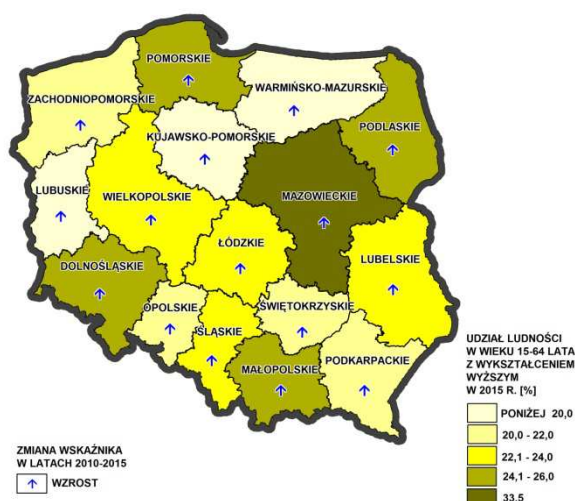 POMORSKIE
WARMIŃSKO-MAZURSKIE
ZACHODNIOPOMORSKIE
PODLASKIE
KUJAWSKO-POMORSKIE
LUBUSKIE
WIELKOPOLSKIE
MAZOWIECKIE
ŁÓDZKIE
LUBELSKIE
DOLNOŚLĄSKIE
OPOLSKIE
ŚWIĘTOKRZYSKIE
ŚLĄSKIE
MAŁOPOLSKIE
PODKARPACKIE
UDZIAŁ LUDNOŚCI
W WIEKU 15-64 LATA
Z WYKSZTAŁCENIEM
WYŻSZYM
W 2015 R. [%]
PONIŻEJ 20,0
20,0 - 22,0
22,1 - 24,0
24,1 - 26,0
33,5
ZMIANA WSKAŹNIKA
W LATACH 2010-2015
WZROST